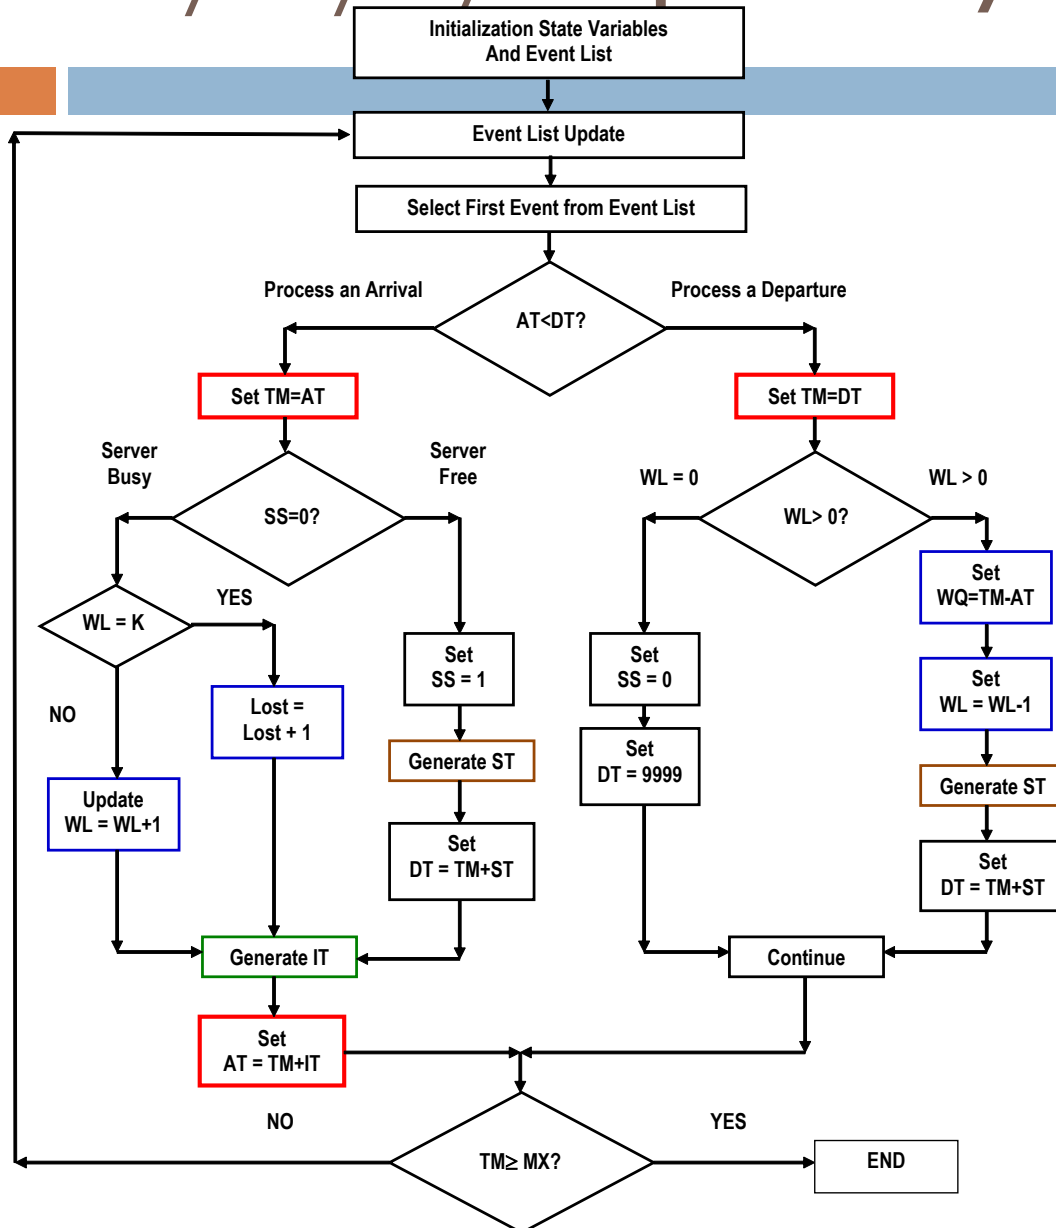 Initialization State Variables
And Event List
Event List Update
Select First Event from Event List
Process an Arrival
Process a Departure
AT<DT?
Set TM=AT
Set TM=DT
Server
Busy
Server
Free
WL = 0
WL > 0
SS=0?
WL> 0?
Set
WQ=TM-AT
YES
WL = K
Set
SS = 1
Set
SS = 0
Set
WL = WL-1
NO
Lost =
Lost + 1
Generate ST
Set
DT = 9999
Generate ST
Update
WL = WL+1
Set
DT = TM+ST
Set
DT = TM+ST
Generate IT
Continue
Set
AT = TM+IT
NO
YES
TM≥ MX?
END